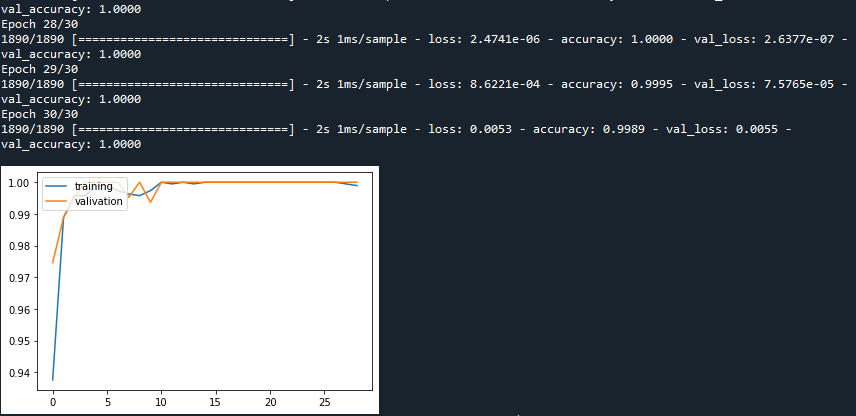 val_accuracy: 1.0000
Epoch 28/30
1890/1890 [==============================] - 2s 1ms/sample - loss: 2.4741e-06 - accuracy: 1.0000 - val_loss: 2.6377e-07 -
val_accuracy: 1.0000
Epoch 29/30
1890/1890 [==============================] - 2s 1ms/sample - loss: 8.6221e-04 - accuracy: 0.9995 - val_loss: 7.5765e-05 -
val_accuracy: 1.0000
Epoch 30/30
1890/1890 [==============================] - 2s 1ms/sample - loss: 0.0053 - accuracy: 0.9989 - val_loss: 0.0055 -
val_accuracy: 1.0000
training
valivation
1.00
0.99
0.98
0.97
0.96
0.95
0.94
0 5 10 15 20 25